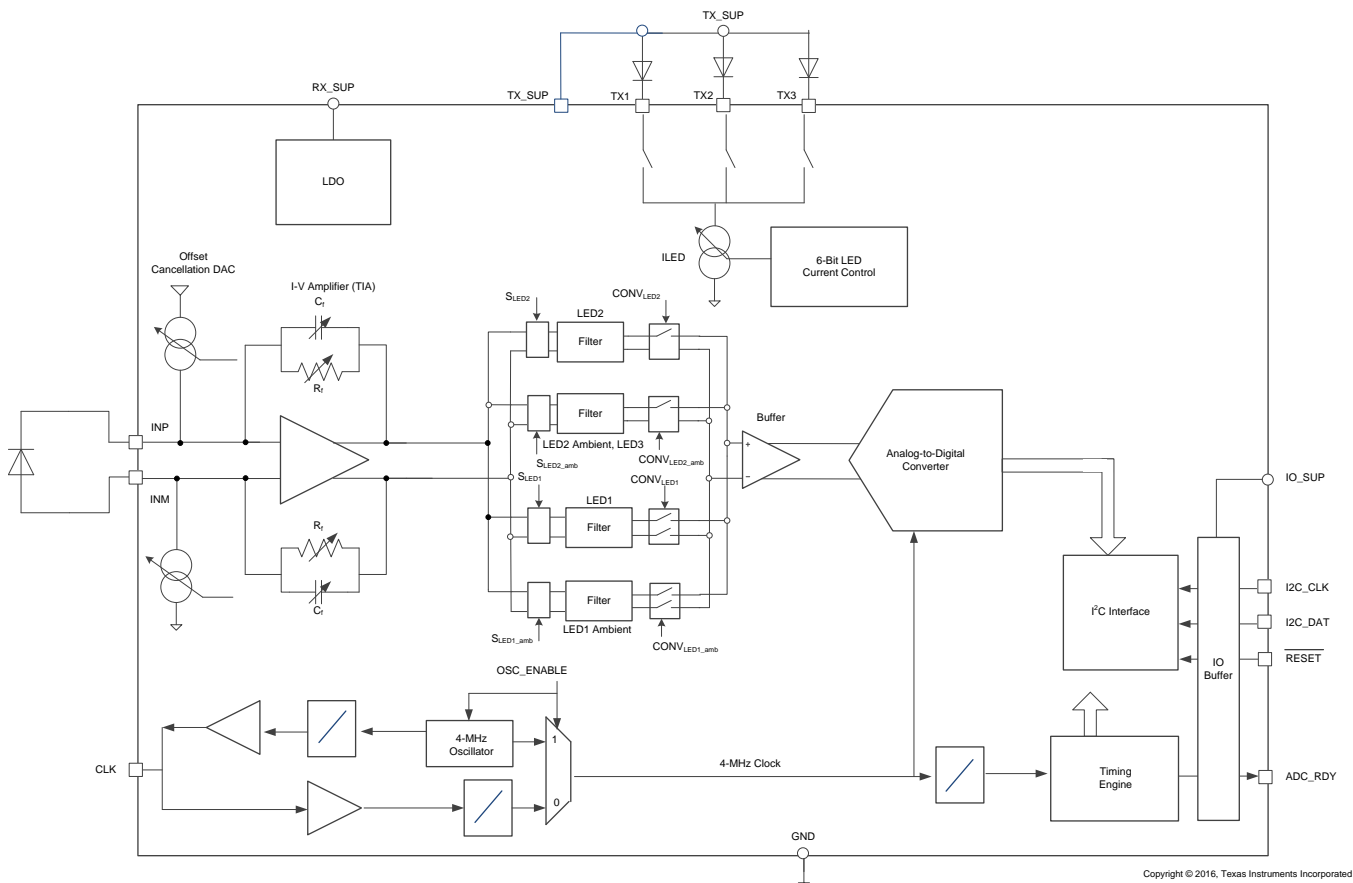 TX_SUP
RX_SUP
TX_SUP
TX1
TX2
TX3
LDO
ILED
6-Bit LED
Current Control
Offset
Cancellation DAC
I-V Amplifier (TIA)
Cf
Rf
SLED2
LED2
CONVLED2
Filter
INP
Filter
LED2 Ambient, LED3
SLED2_amb
CONVLED2_amb
Buffer
+
−
Analog-to-Digital
Converter
INM
SLED1
LED1
CONVLED1
Filter
IO_SUP
Rf
Cf
Filter
LED1 Ambient
SLED1_amb
CONVLED1_amb
I2C Interface
I2C_CLK
I2C_DAT
RESET
IO
Buffer
OSC_ENABLE
4-MHz
Oscillator
1
0
CLK
4-MHz Clock
Timing
Engine
ADC_RDY
GND
Copyright © 2016, Texas Instruments Incorporated